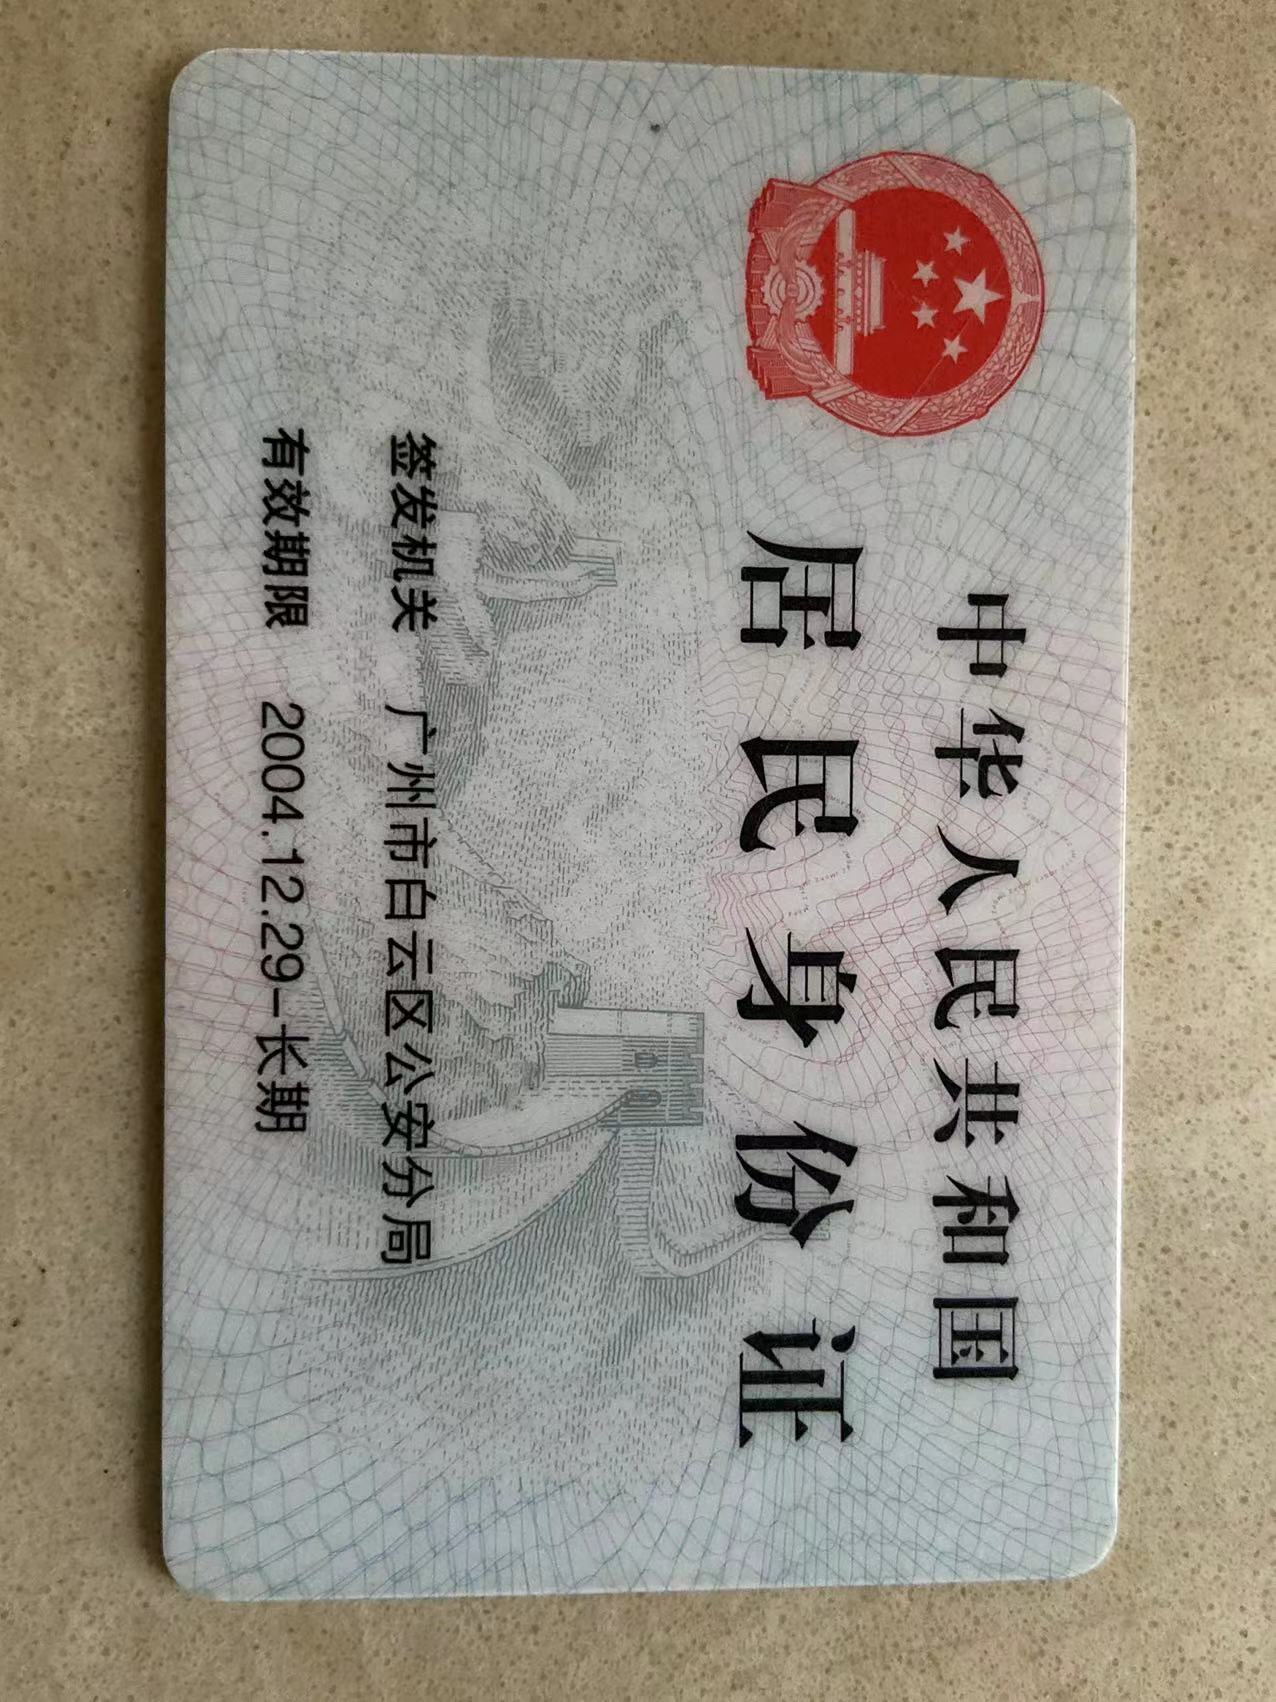 中华人民共和国
居民身份证
签发机关 广州市白云区公安分局
有效期限 2004.12.29-长期